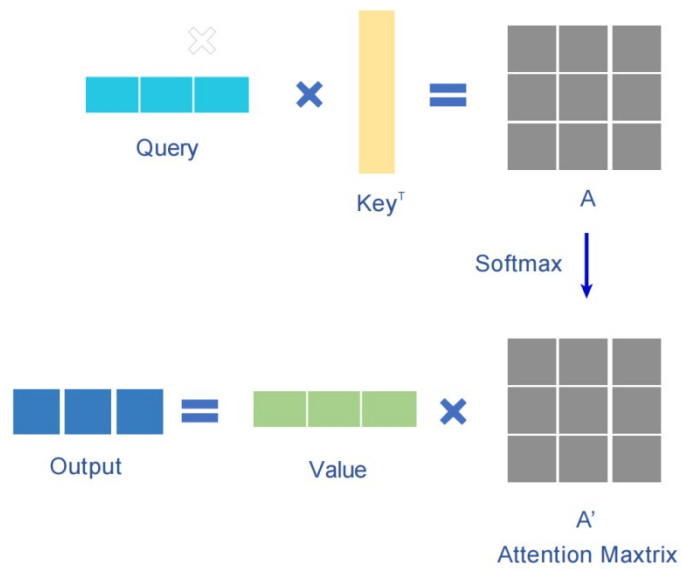 Query
Key^T
A
Softmax
Output
Value
A'
Attention Maxtrix